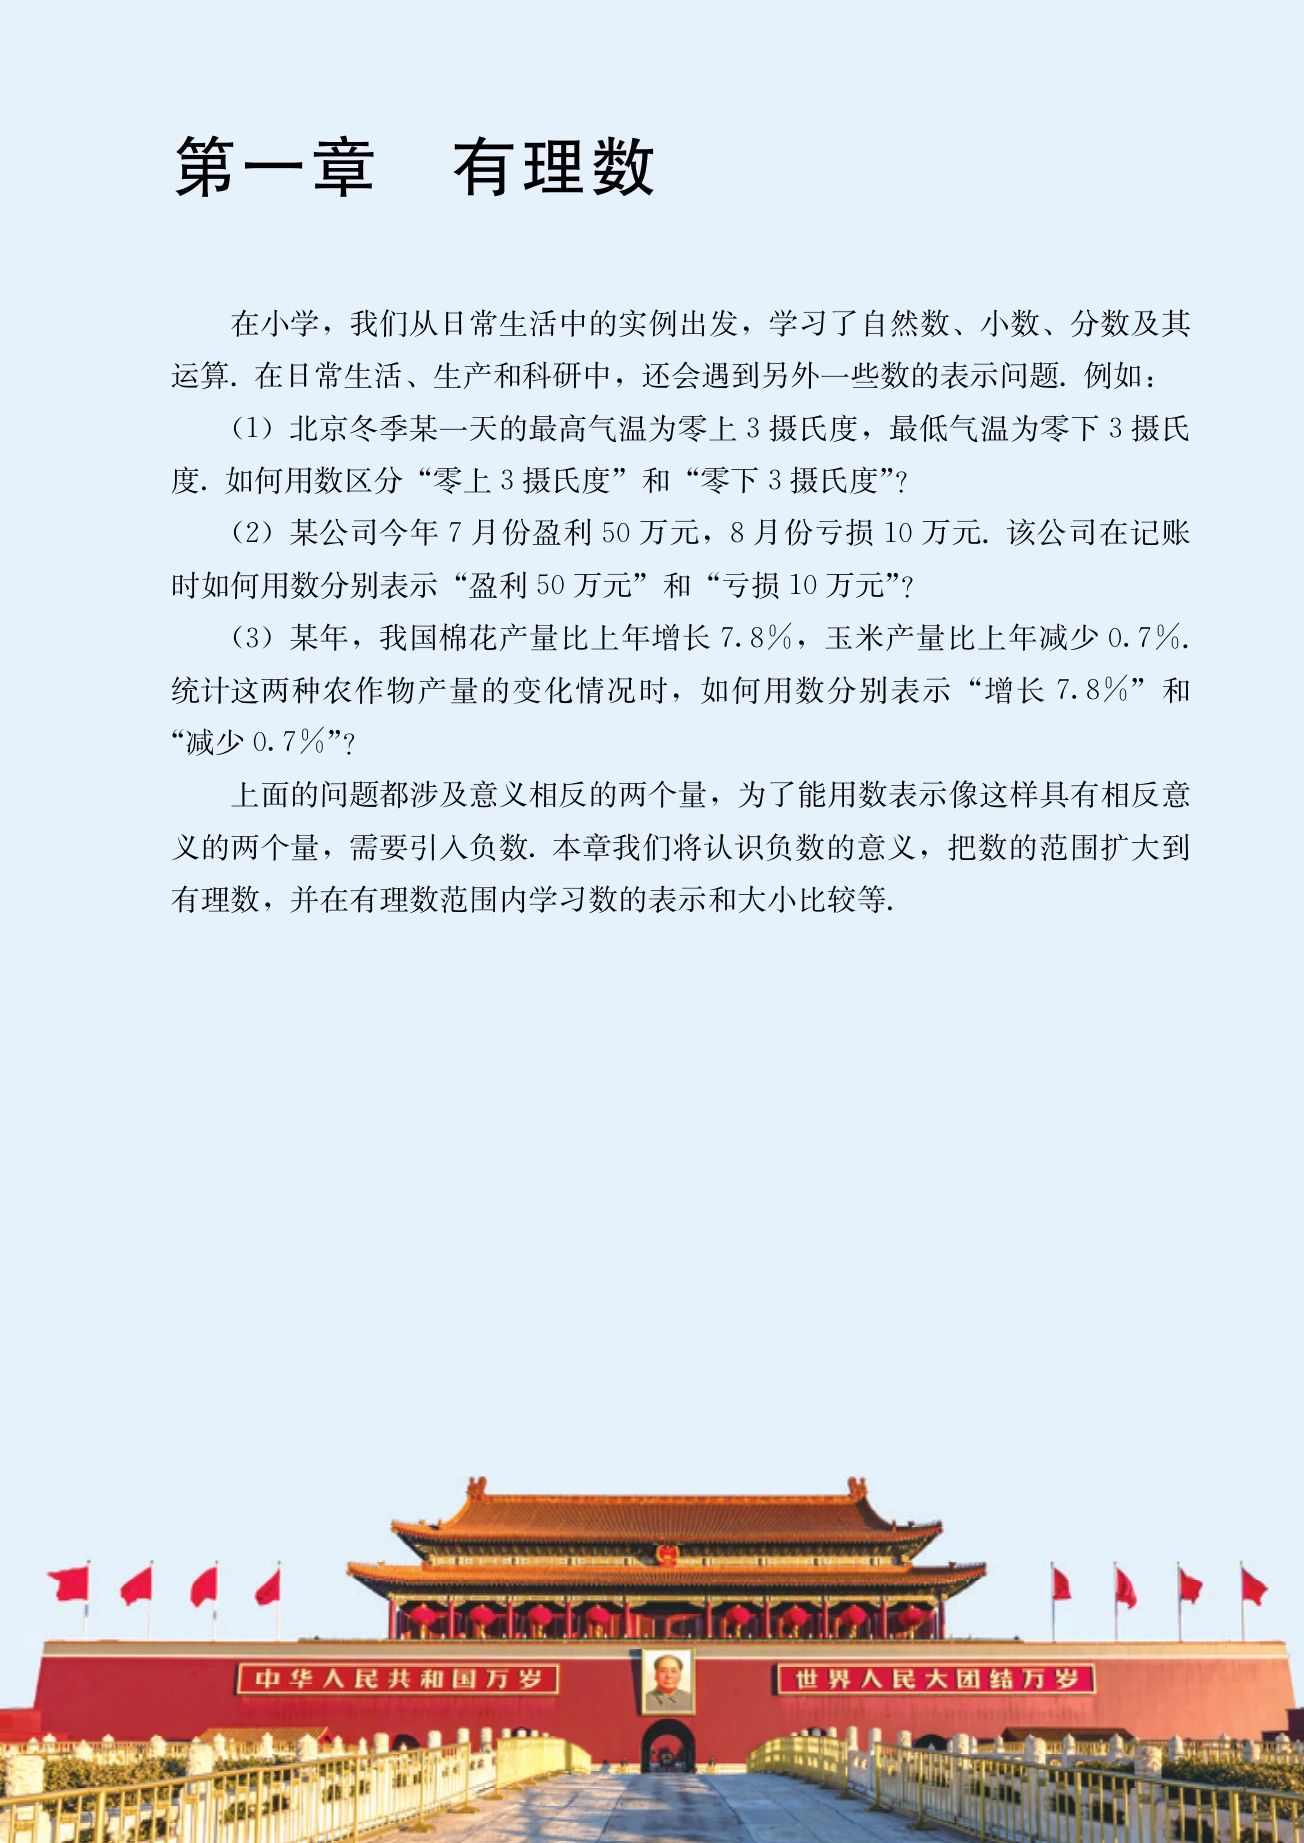 第一章　有理数
在小学，我们从日常生活中的实例出发，学习了自然数、小数、分数及其
运算. 在日常生活、生产和科研中，还会遇到另外一些数的表示问题. 例如：
（1）北京冬季某一天的最高气温为零上 3 摄氏度，最低气温为零下 3 摄氏
度. 如何用数区分“零上 3 摄氏度”和“零下 3 摄氏度”？
（2）某公司今年 7 月份盈利 50 万元，8 月份亏损 10 万元. 该公司在记账
时如何用数分别表示“盈利 50 万元”和“亏损 10 万元”？
（3）某年，我国棉花产量比上年增长 7.8%，玉米产量比上年减少 0.7%.
统计这两种农作物产量的变化情况时，如何用数分别表示“增长 7.8%”和
“减少 0.7%”？
上面的问题都涉及意义相反的两个量，为了能用数表示像这样具有相反意
义的两个量，需要引入负数. 本章我们将认识负数的意义，把数的范围扩大到
有理数，并在有理数范围内学习数的表示和大小比较等.
中华人民共和国万岁
世界人民大团结万岁